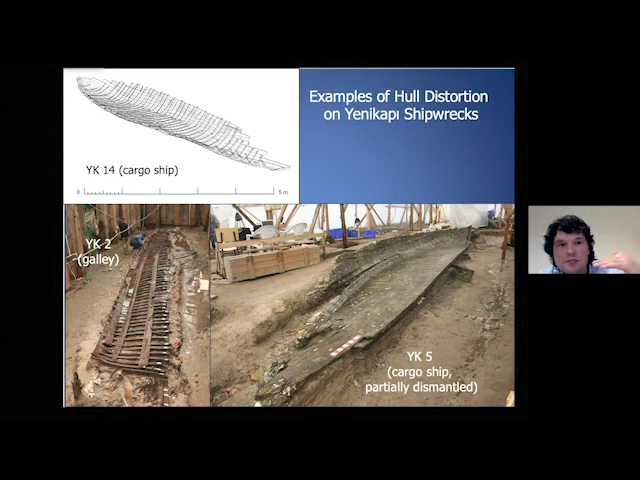 Examples of Hull Distortion
on Yenikapı Shipwrecks
YK 14 (cargo ship)
0
5 m
YK 2
(galley)
YK 5
(cargo ship,
partially dismantled)